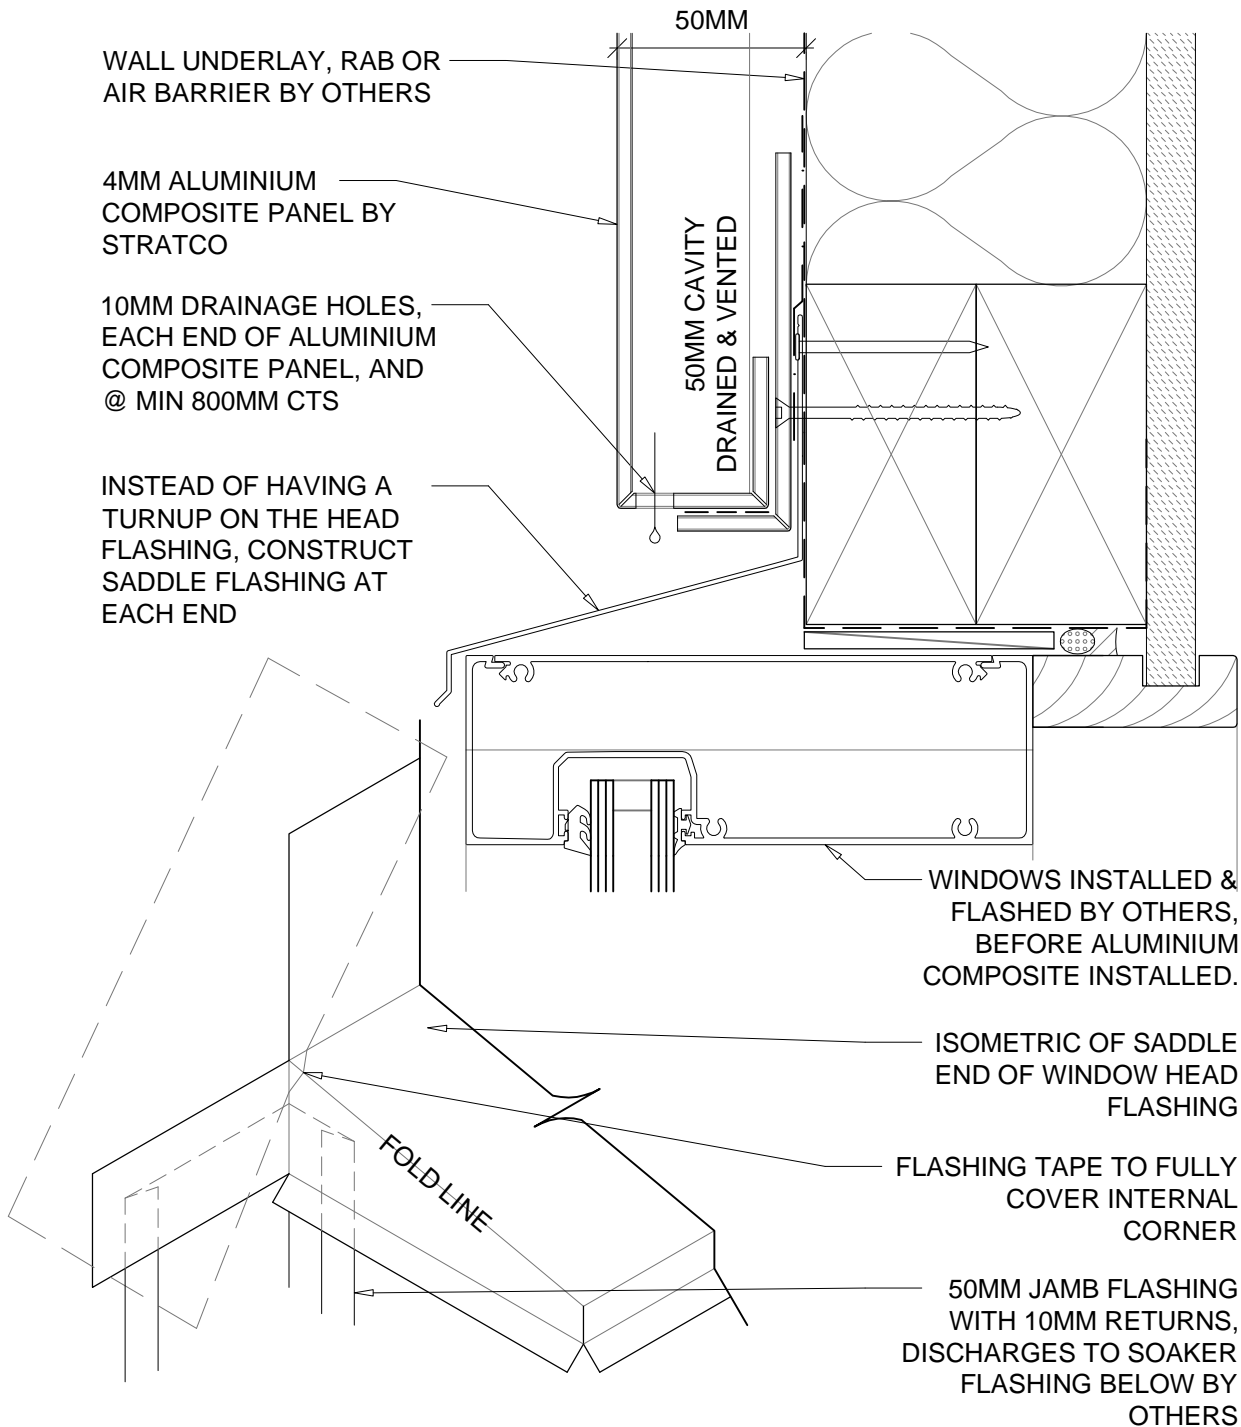 50MM
WALL UNDERLAY, RAB OR
AIR BARRIER BY OTHERS
4MM ALUMINIUM
COMPOSITE PANEL BY
STRATCO
10MM DRAINAGE HOLES,
EACH END OF ALUMINIUM
COMPOSITE PANEL, AND
@ MIN 800MM CTS
50MM CAVITY
DRAINED & VENTED
INSTEAD OF HAVING A
TURNUP ON THE HEAD
FLASHING, CONSTRUCT
SADDLE FLASHING AT
EACH END
WINDOWS INSTALLED &
FLASHED BY OTHERS,
BEFORE ALUMINIUM
COMPOSITE INSTALLED.
ISOMETRIC OF SADDLE
END OF WINDOW HEAD
FLASHING
FOLD LINE
FLASHING TAPE TO FULLY
COVER INTERNAL
CORNER
50MM JAMB FLASHING
WITH 10MM RETURNS,
DISCHARGES TO SOAKER
FLASHING BELOW BY
OTHERS